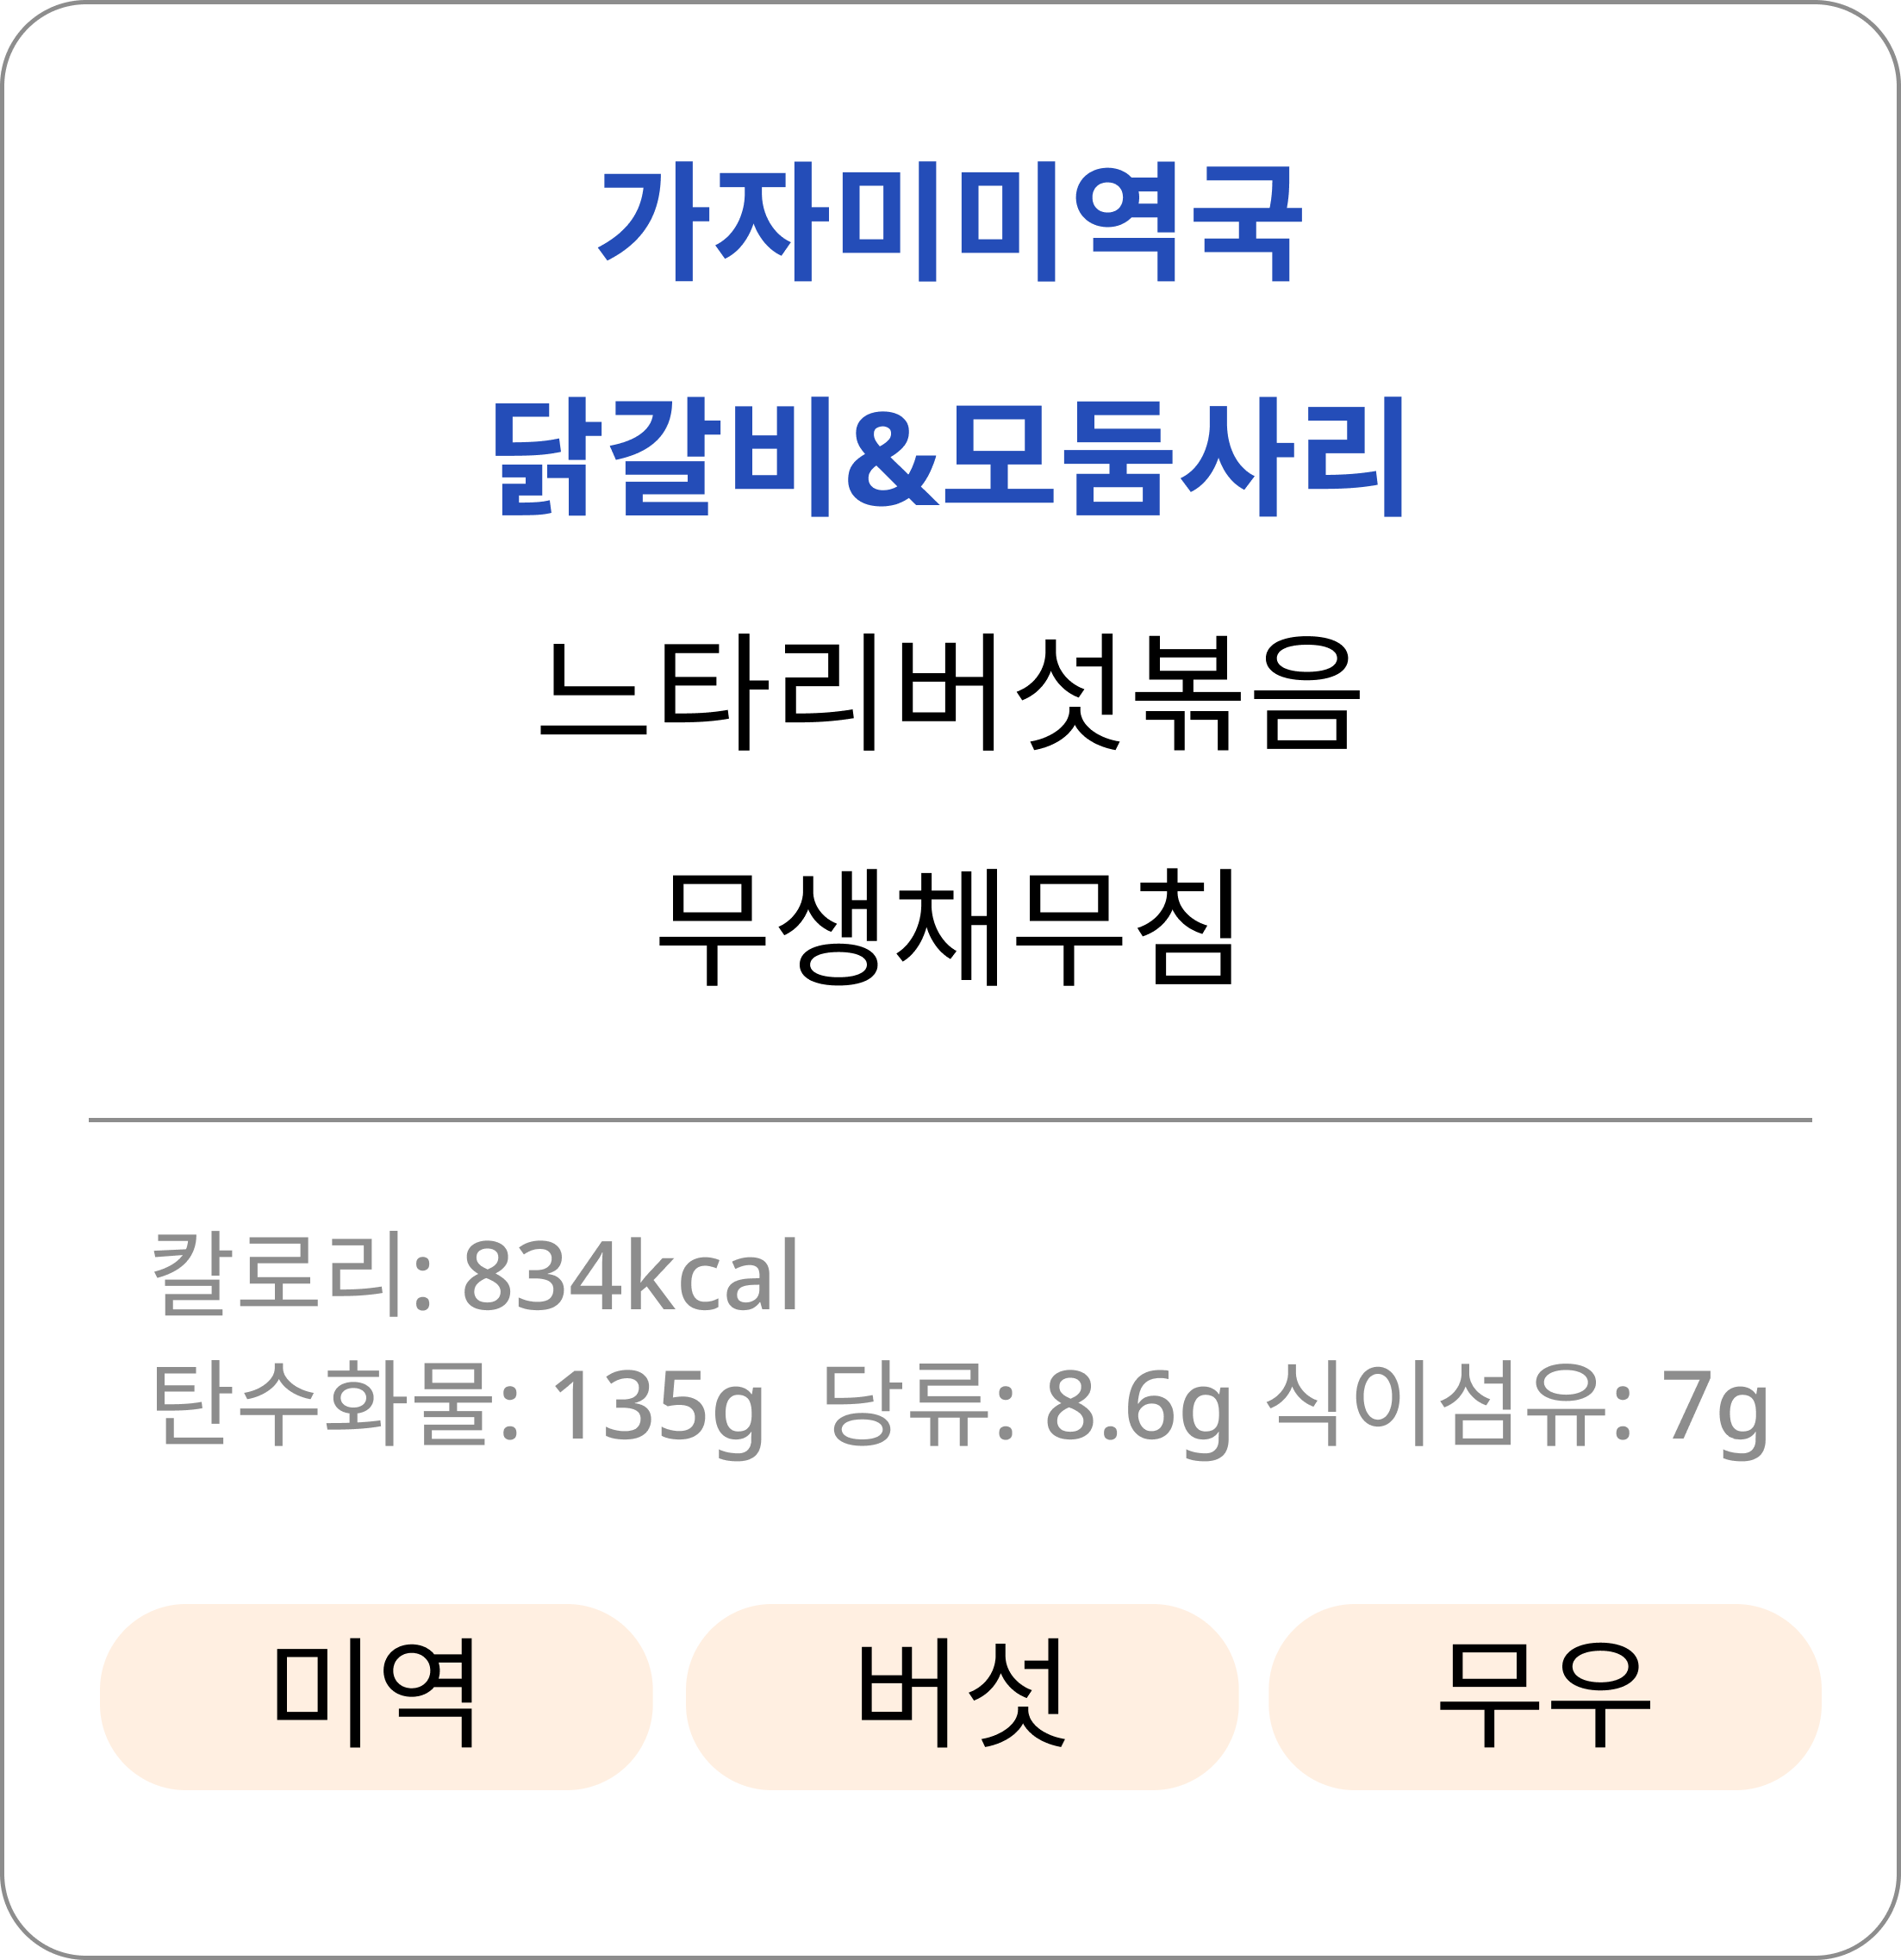 가자미미역국
닭갈비&모둠사리
느타리버섯볶음
무생채무침
갈로리: 834kcal
탄수화물: 135g 당류: 8.6g 식이섬유: 7g
미역 버섯 무우